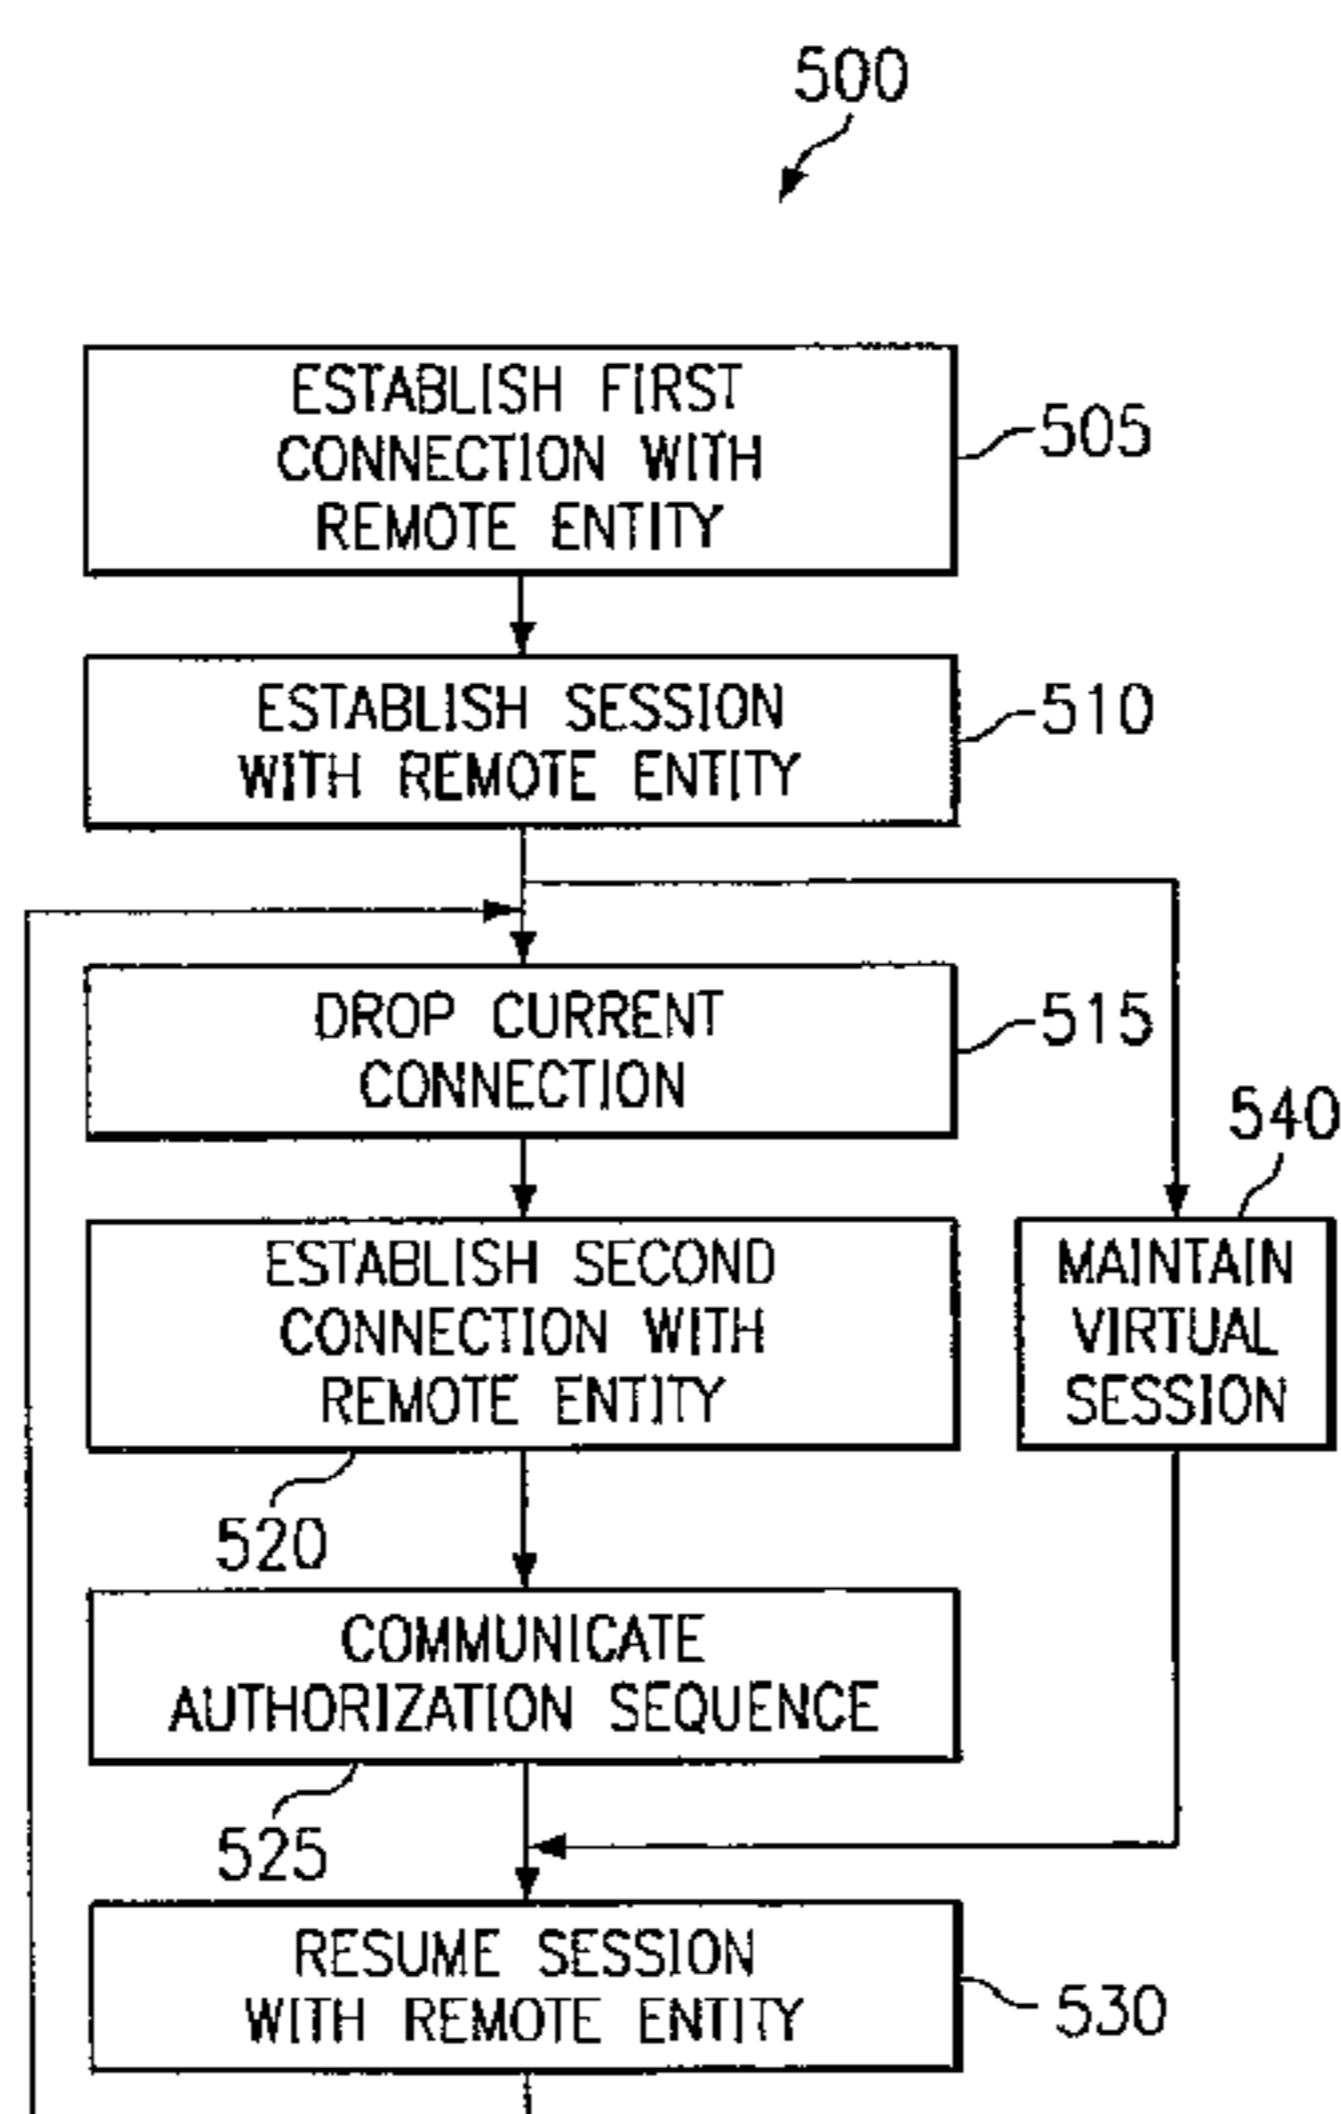 500
ESTABLISH FIRST
CONNECTION WITH
REMOTE ENTITY
505
ESTABLISH SESSION
WITH REMOTE ENTITY
510
DROP CURRENT
CONNECTION
515
540
ESTABLISH SECOND
CONNECTION WITH
REMOTE ENTITY
MAINTAIN
VIRTUAL
SESSION
520
COMMUNICATE
AUTHORIZATION SEQUENCE
525
RESUME SESSION
WITH REMOTE ENTITY
530